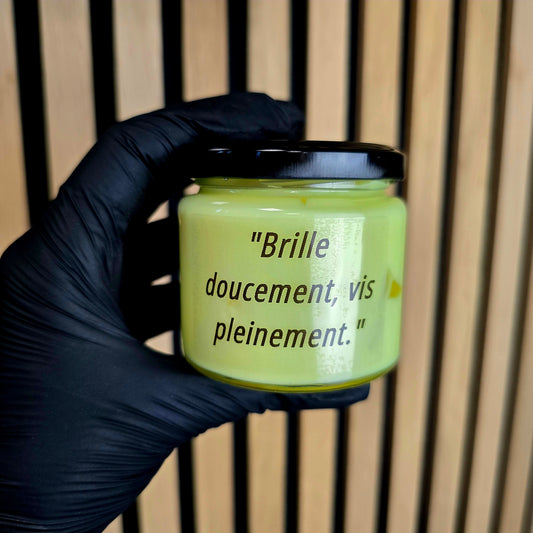 "Brille
doucement, vis
pleinement."